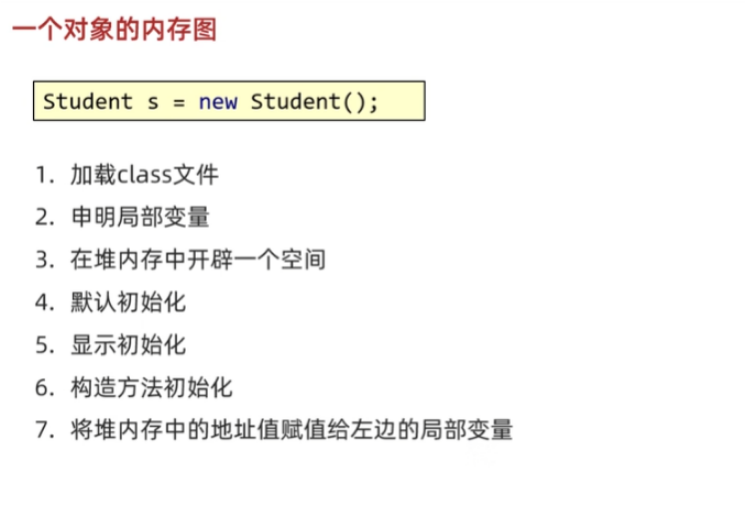 一个对象的内存图
Student s = new Student();
1. 加载class文件
2. 申明局部变量
3. 在堆内存中开辟一个空间
4. 默认初始化
5. 显示初始化
6. 构造方法初始化
7. 将堆内存中的地址值赋值给左边的局部变量